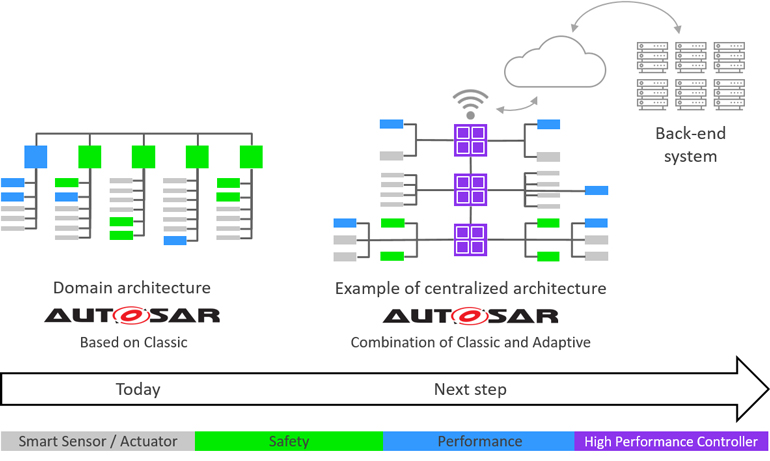 Back-end
system
Domain architecture
AUTOSAR
Based on Classic
Example of centralized architecture
AUTOSAR
Combination of Classic and Adaptive
Today
Next step
Smart Sensor / Actuator
Safety
Performance
High Performance Controller